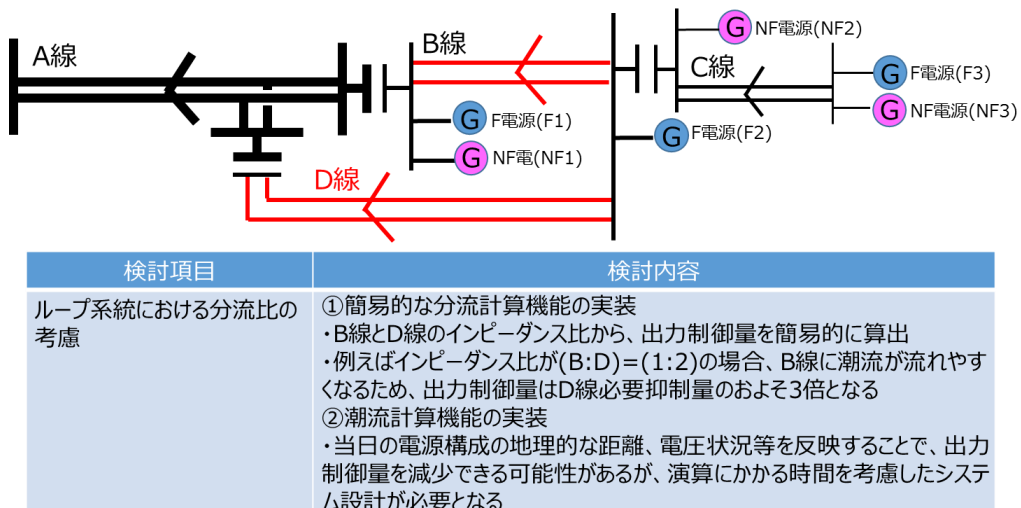 A線
B線
C線
D線
G NF電源(NF2)
G F電源(F3)
G NF電源(NF3)
G F電源(F1)
G F電源(F2)
G NF電(NF1)
検討項目
検討内容
ループ系統における分流比の
考慮
①簡易的な分流計算機能の実装
・B線とD線のインピーダンス比から、出力制御量を簡易的に算出
・例えばインピーダンス比が(B:D)=(1:2)の場合、B線に潮流が流れやす
くなるため、出力制御量はD線必要抑制量のおよそ3倍となる
②潮流計算機能の実装
・当日の電源構成の地理的な距離、電圧状況等を反映することで、出力
制御量を減少できる可能性があるが、演算にかかる時間を考慮したシステ
ム設計が必要となる